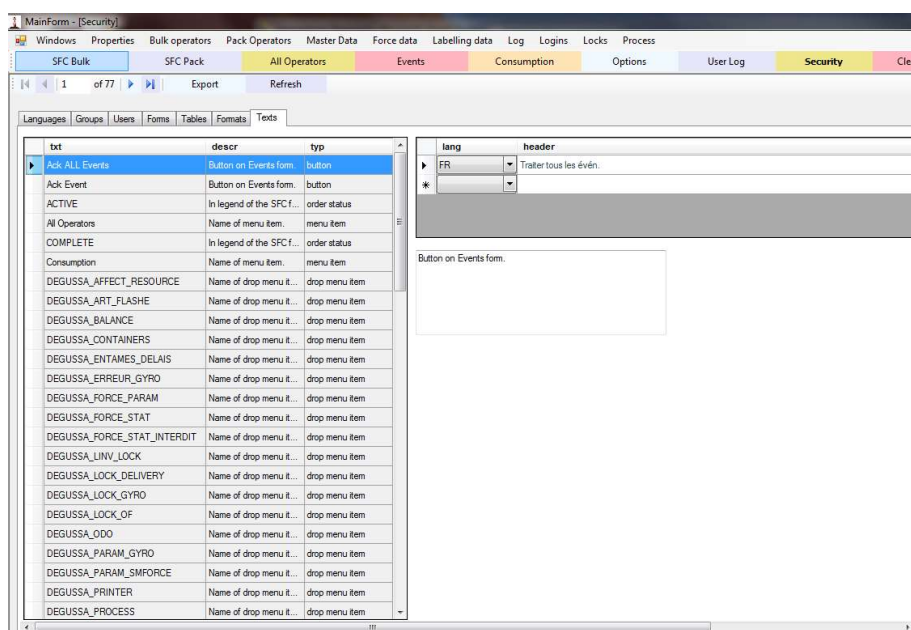 MainForm - [Security]
Windows Properties Bulk operators Pack Operators Master Data Force data Labelling data Log Logins Locks Process
SFC Bulk SFC Pack All Operators Events Consumption Options User Log Security Cle
1 of 77 Export Refresh
Languages Groups Users Forms Tables Formats Texts
txt descr typ
Ack ALL Events Button on Events form. button
Ack Event Button on Events form. button
ACTIVE In legend of the SFC f... order status
All Operators Name of menu item. menu item
COMPLETE In legend of the SFC f... order status
Consumption Name of menu item. menu item
DEGUSSA_AFFECT_RESOURCE Name of drop menu it... drop menu item
DEGUSSA_ART_FLASHE Name of drop menu it... drop menu item
DEGUSSA_BALANCE Name of drop menu it... drop menu item
DEGUSSA_CONTAINERS Name of drop menu it... drop menu item
DEGUSSA_ENTAMES_DELAIS Name of drop menu it... drop menu item
DEGUSSA_ERREUR_GYRO Name of drop menu it... drop menu item
DEGUSSA_FORCE_PARAM Name of drop menu it... drop menu item
DEGUSSA_FORCE_STAT Name of drop menu it... drop menu item
DEGUSSA_FORCE_STAT_INTERDIT Name of drop menu it... drop menu item
DEGUSSA_LINV_LOCK Name of drop menu it... drop menu item
DEGUSSA_LOCK_DELIVERY Name of drop menu it... drop menu item
DEGUSSA_LOCK_GYRO Name of drop menu it... drop menu item
DEGUSSA_LOCK_OF Name of drop menu it... drop menu item
DEGUSSA_ODO Name of drop menu it... drop menu item
DEGUSSA_PARAM_GYRO Name of drop menu it... drop menu item
DEGUSSA_PARAM_SMFORCE Name of drop menu it... drop menu item
DEGUSSA_PRINTER Name of drop menu it... drop menu item
DEGUSSA_PROCESS Name of drop menu it... drop menu item
lang header
FR Traiter tous les évén.
Button on Events form.